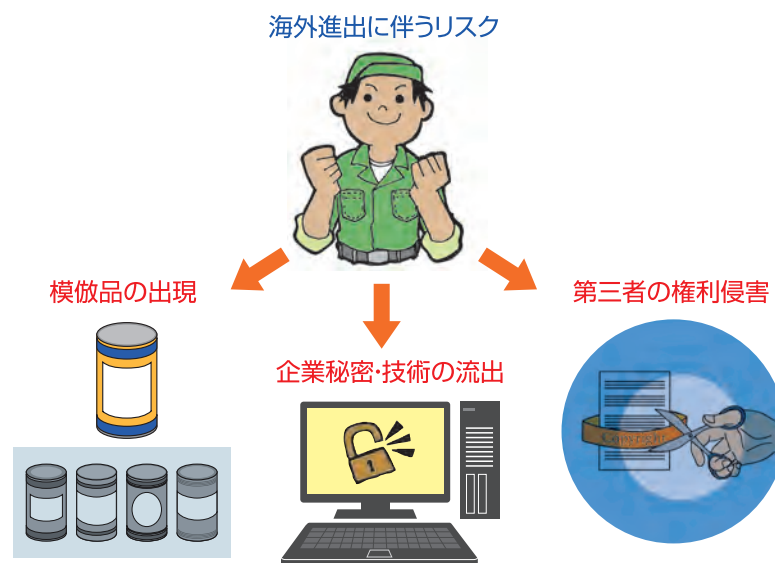 海外進出に伴うリスク
模倣品の出現
第三者の権利侵害
企業秘密・技術の流出